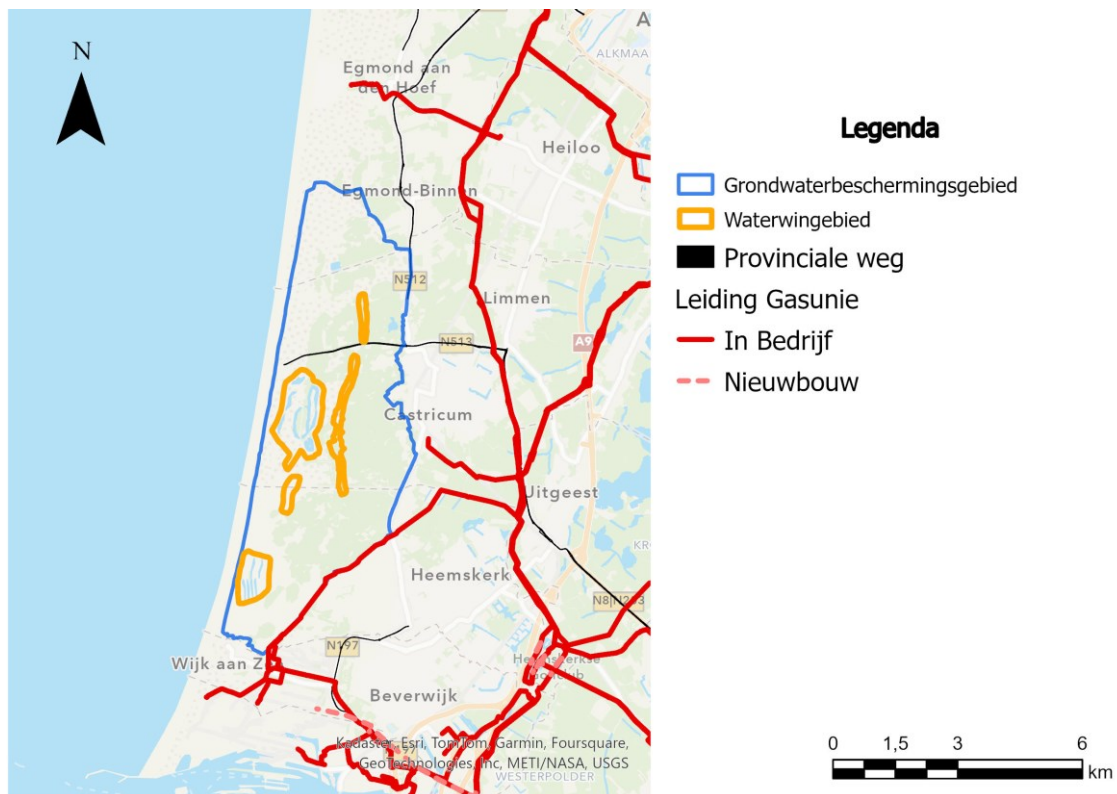 N
Egmond aan
den Hoef
ALKMAA
Heiloo
Egmond-Binnen
N512
Limmen
N513
A9
Castricum
Uitgeest
Heemskerk
N197
Wijk aan Z
Beverwijk
Kadaster, Esri, TomTom, Garmin, Foursquare,
GeoTechnologies, Inc, METI/NASA, USGS
WESTERPOLDER
Legenda
Grondwaterbeschermingsgebied
Waterwingebied
Provinciale weg
Leiding Gasunie
In Bedrijf
Nieuwbouw
0 1,5 3 6
km